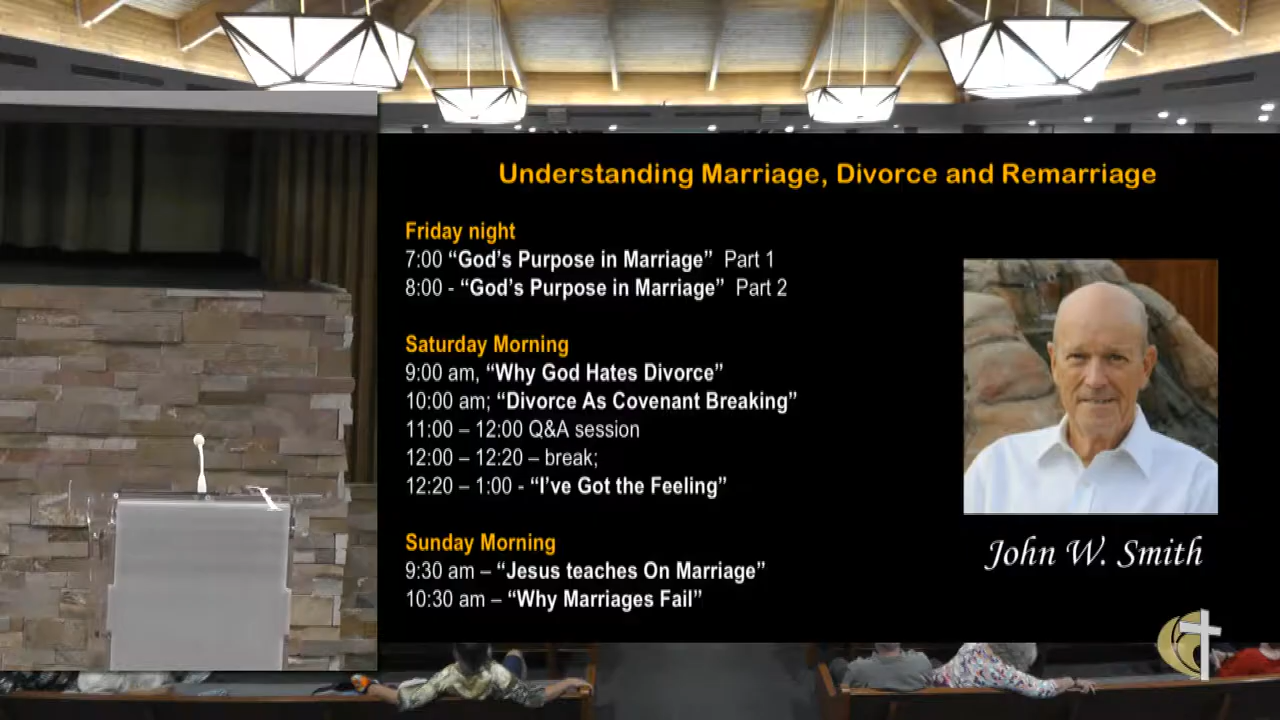 Understanding Marriage, Divorce and Remarriage
Friday night
7:00 “God’s Purpose in Marriage” Part 1
8:00 - “God’s Purpose in Marriage” Part 2
Saturday Morning
9:00 am, “Why God Hates Divorce”
10:00 am; “Divorce As Covenant Breaking”
11:00 – 12:00 Q&A session
12:00 – 12:20 – break;
12:20 – 1:00 - “I’ve Got the Feeling”
Sunday Morning
9:30 am – “Jesus teaches On Marriage”
10:30 am – “Why Marriages Fail”
John W. Smith